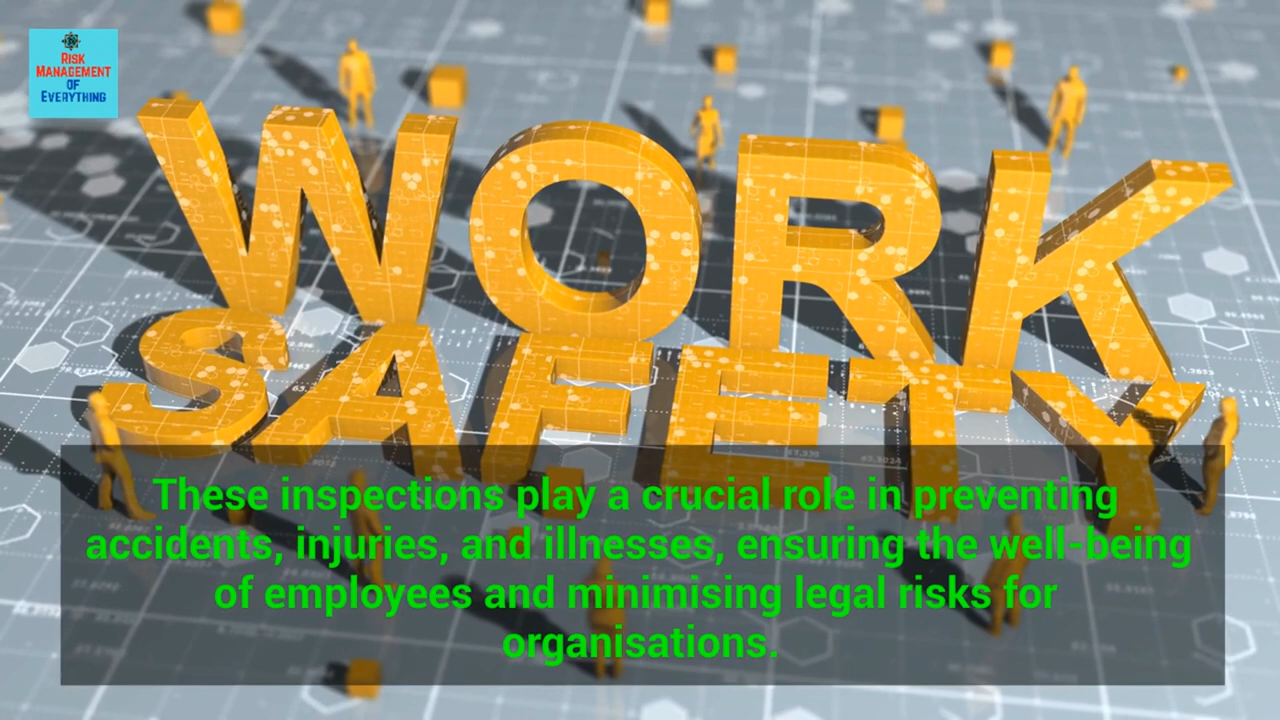 RISK
MANAGEMENT
OF
EVERYTHING
WORK
SAFETY
These inspections play a crucial role in preventing
accidents, injuries, and illnesses, ensuring the well-being
of employees and minimising legal risks for
organisations.